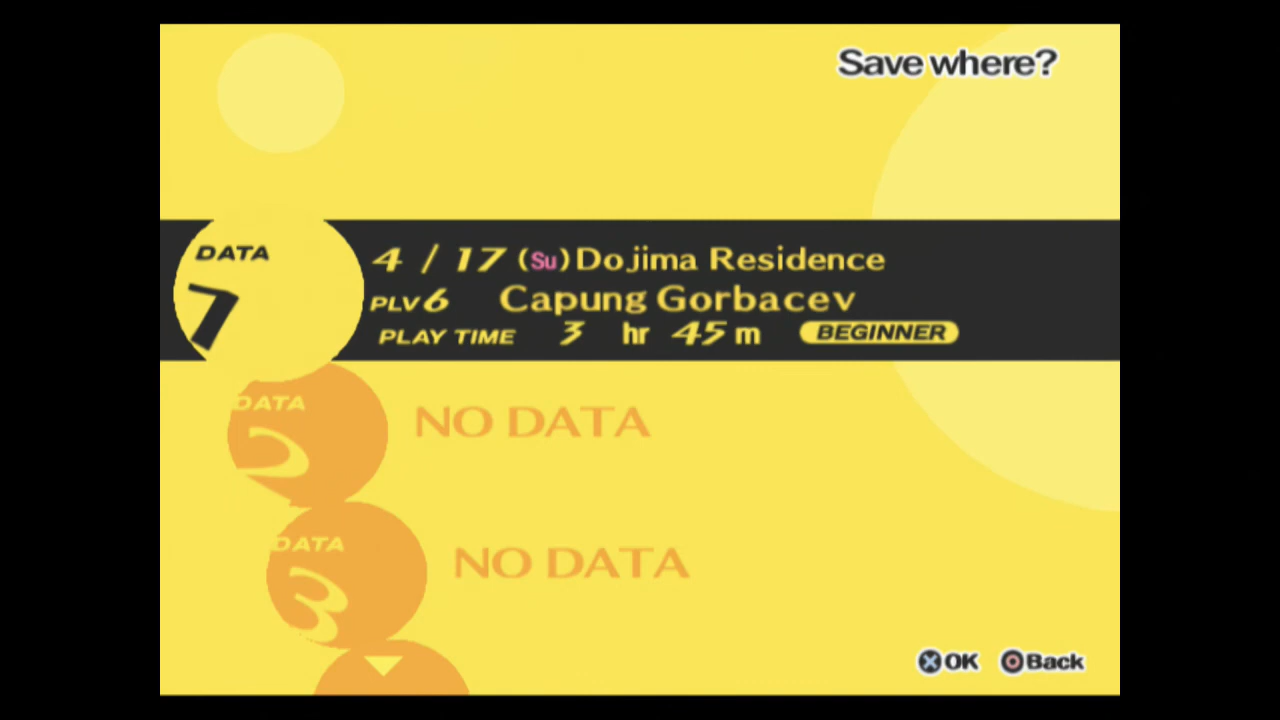 Save where?
DATA
1
4 / 17 (Su) Dojima Residence
PLV 6 Capung Gorbacev
PLAY TIME 3 hr 45 m BEGINNER
DATA
2
NO DATA
DATA
3
NO DATA
OK Back